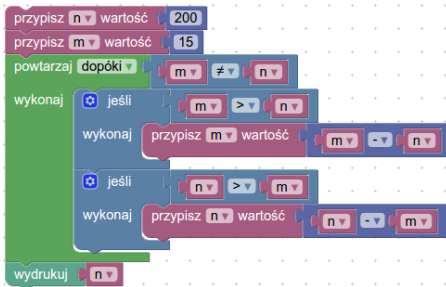 przypisz n wartość 200
przypisz m wartość 15
powtarzaj dopóki m ≠ n
wykonaj jeśli m > n
wykonaj przypisz m wartość m - n
jeśli n > m
wykonaj przypisz n wartość n - m
wydrukuj n